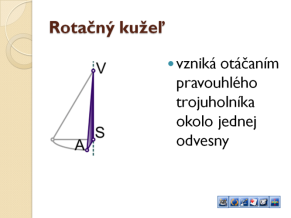 Rotačný kužeľ
V
S
A
vzniká otáčaním
pravouhlého
trojuholníka
okolo jednej
odvesny